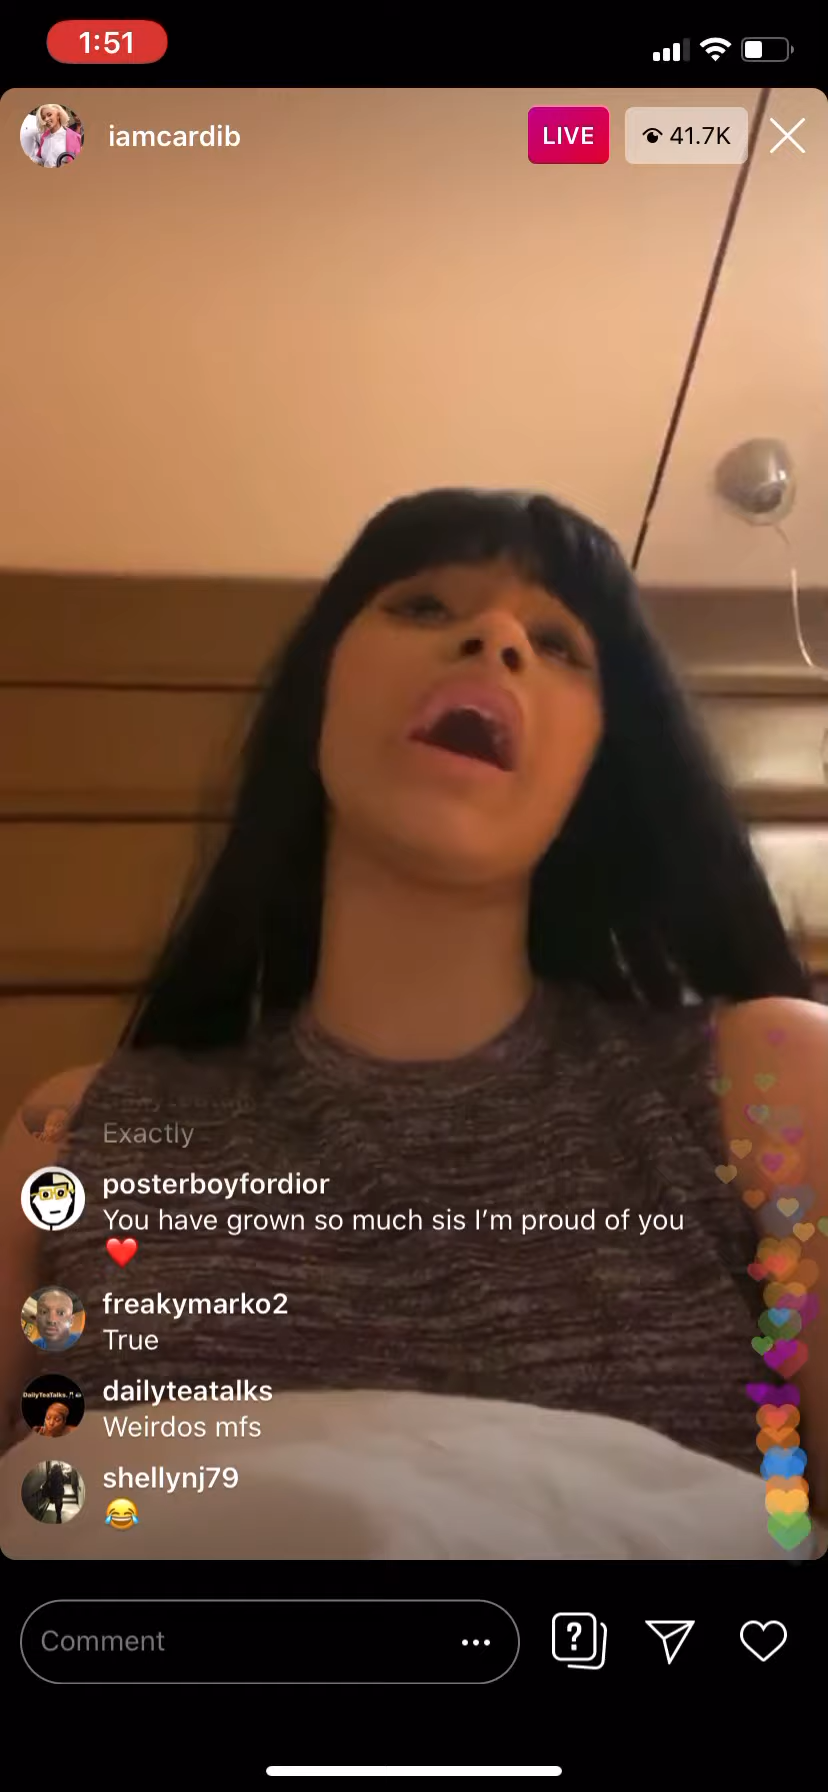 1:51
iamcardib
LIVE
41.7K
Exactly
posterboyfordior
You have grown so much sis I’m proud of you
❤️
freakymarko2
True
DailyTeaTalks.
dailyteatalks
Weirdos mfs
shellynj79
😂
Comment
?